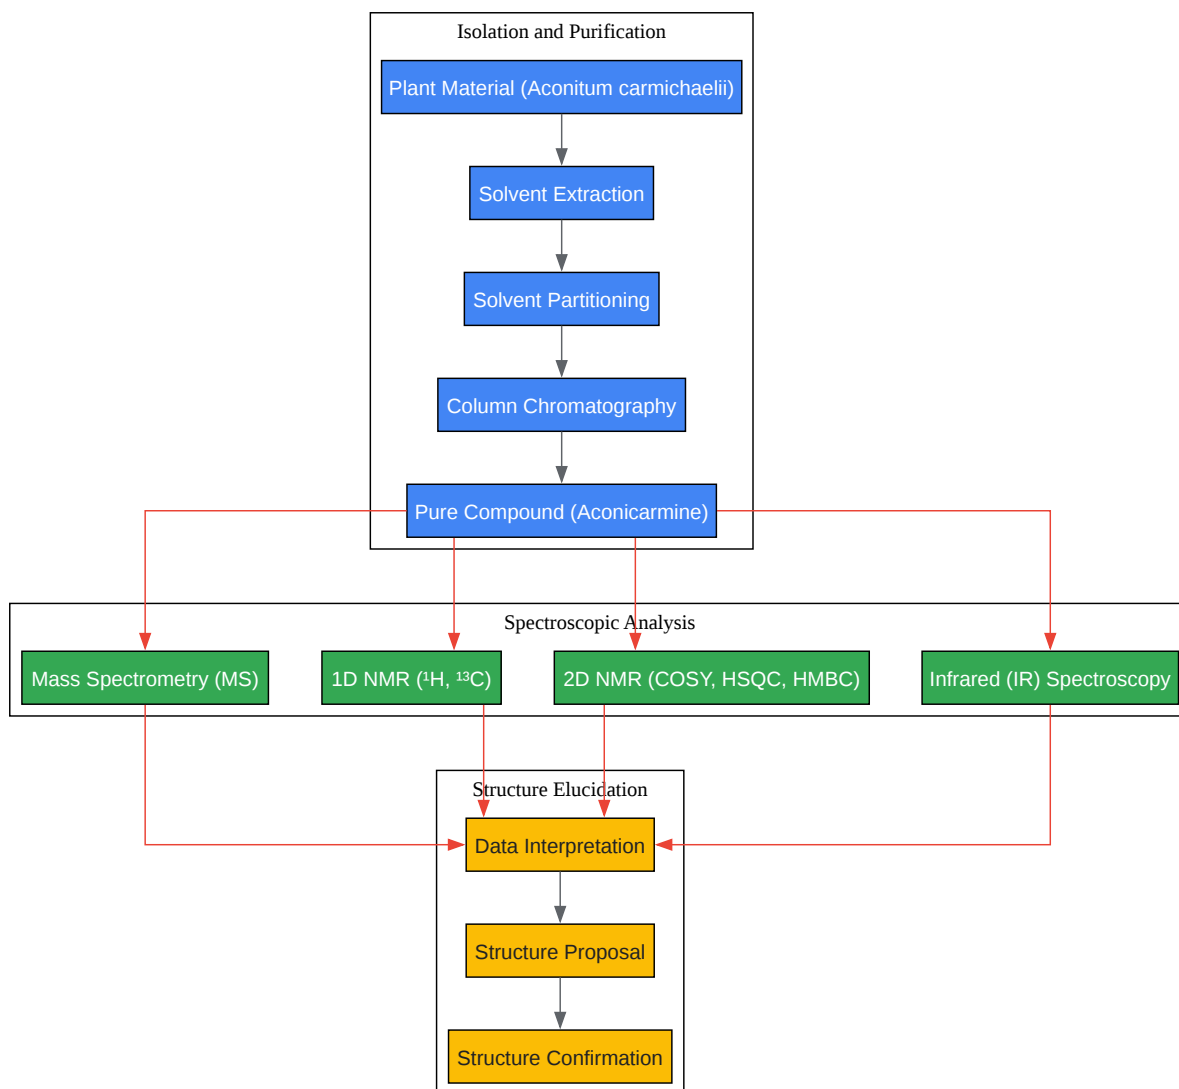 Isolation and Purification
Plant Material (Aconitum carmichaelii)
Solvent Extraction
Solvent Partitioning
Column Chromatography
Pure Compound (Aconicarmine)
Spectroscopic Analysis
Mass Spectrometry (MS)
1D NMR (¹H, ¹³C)
2D NMR (COSY, HSQC, HMBC)
Infrared (IR) Spectroscopy
Structure Elucidation
Data Interpretation
Structure Proposal
Structure Confirmation